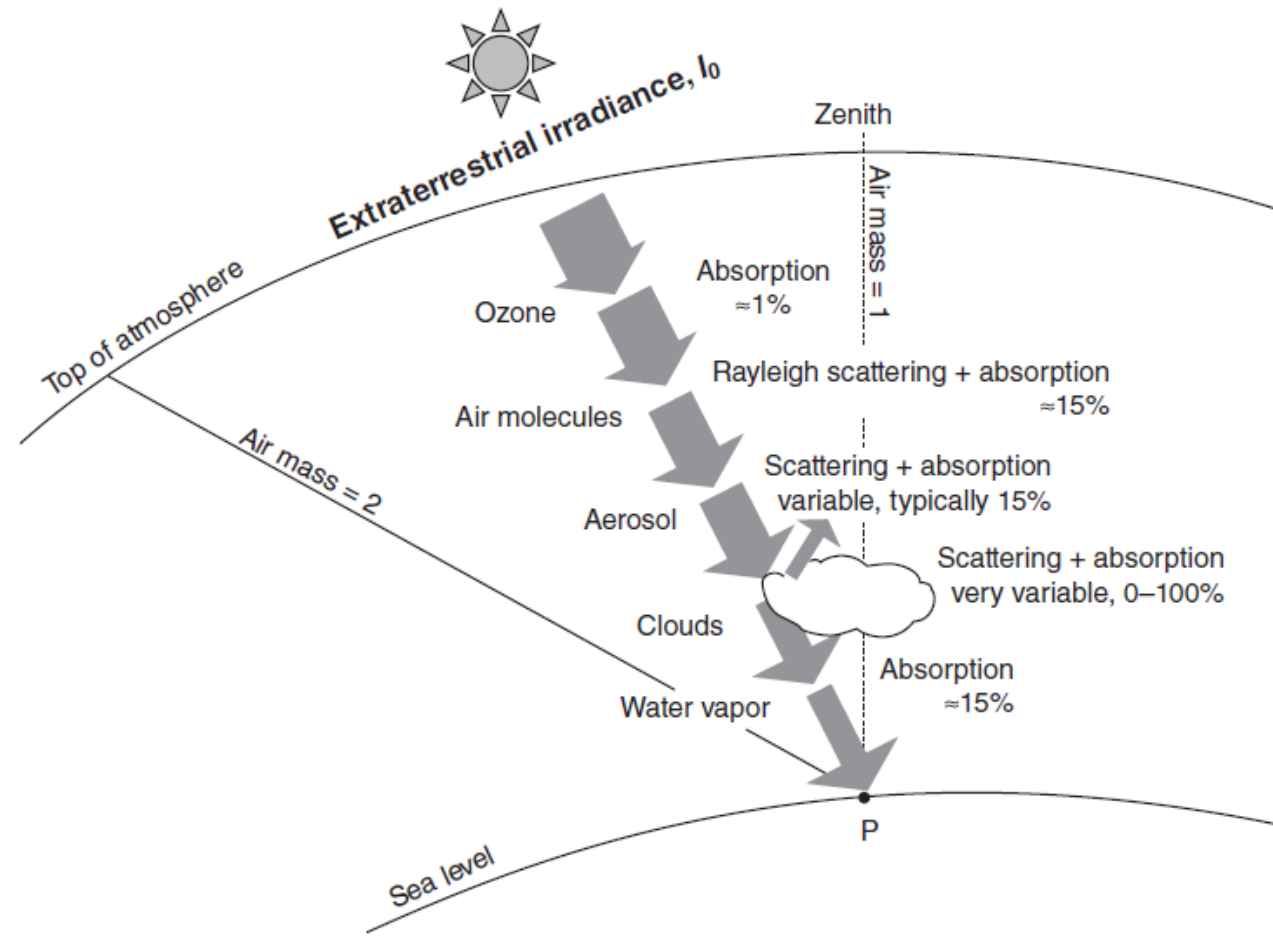 Extraterrestrial irradiance, I₀
Zenith
Air mass = 1
Top of atmosphere
Absorption
≈1%
Ozone
Rayleigh scattering + absorption
≈15%
Air molecules
Air mass = 2
Scattering + absorption
variable, typically 15%
Aerosol
Scattering + absorption
very variable, 0–100%
Clouds
Absorption
≈15%
Water vapor
P
Sea level